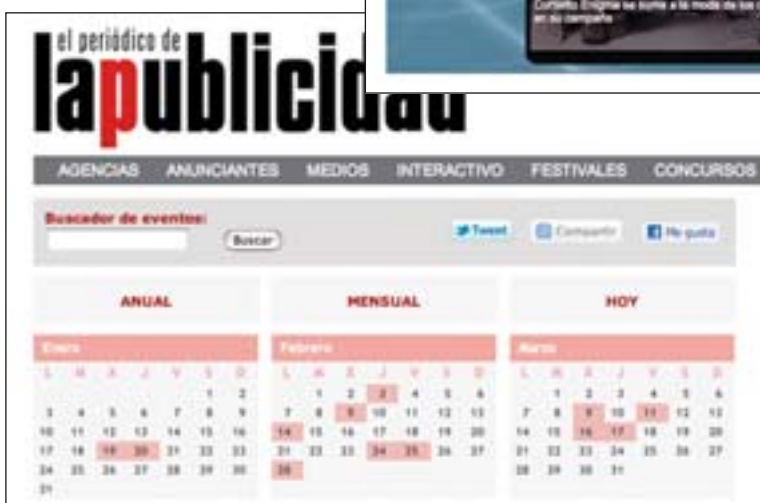 Cornetto Enigma se suma a la moda de los
en su campaña
el periódico de
lapublicidad
AGENCIAS ANUNCIANTES MEDIOS INTERACTIVO FESTIVALES CONCURSOS
Buscador de eventos:
Buscar Tweet Compartir Me gusta
ANUAL MENSUAL HOY
Enero
L M X J V S D
1 2
3 4 5 6 7 8 9
10 11 12 13 14 15 16
17 18 19 20 21 22 23
24 25 26 27 28 29 30
31
Febrero
L M X J V S D
1 2 3 4 5 6
7 8 9 10 11 12 13
14 15 16 17 18 19 20
21 22 23 24 25 26 27
28
Marzo
L M X J V S D
1 2 3 4 5 6
7 8 9 10 11 12 13
14 15 16 17 18 19 20
21 22 23 24 25 26 27
28 29 30 31